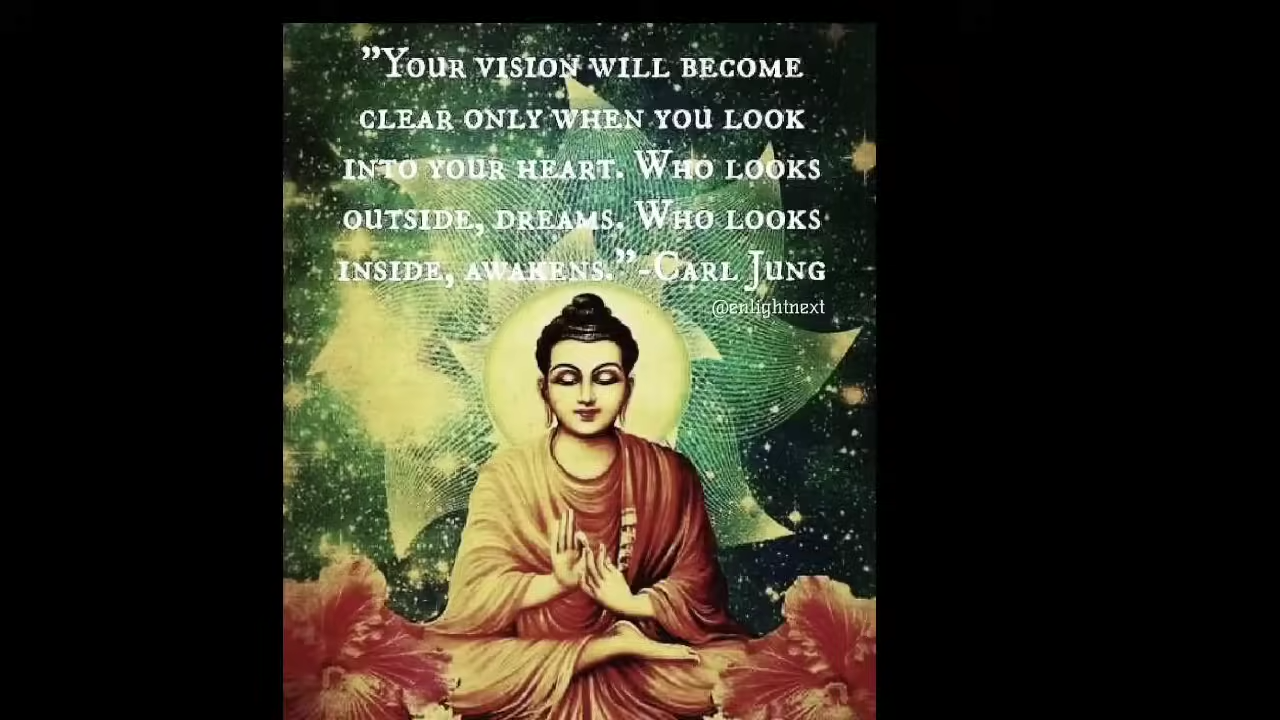 "Your vision will become
clear only when you look
into your heart. Who looks
outside, dreams. Who looks
inside, awakens."-Carl Jung
@enlightnext